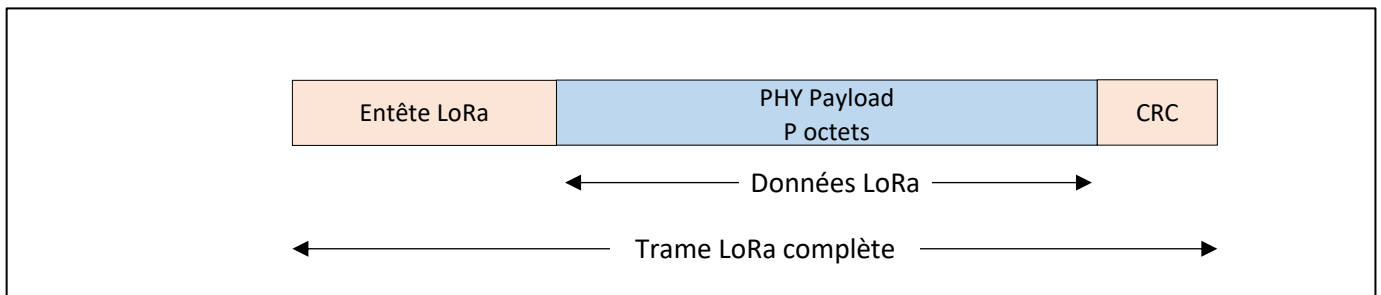 Entête LoRa
PHY Payload
P octets
CRC
Données LoRa
Trame LoRa complète